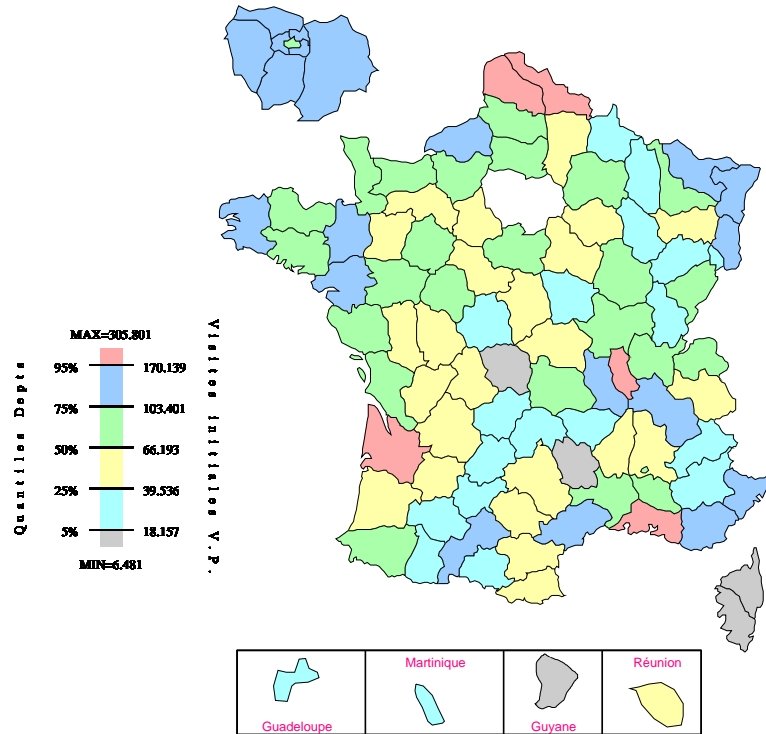 MAX=305.801
95% 170.139
75% 103.401
50% 66.193
25% 39.536
5% 18.157
MIN=6.481
Quantiles Depts
Visites initiales V.P.
Martinique Réunion
Guadeloupe Guyane